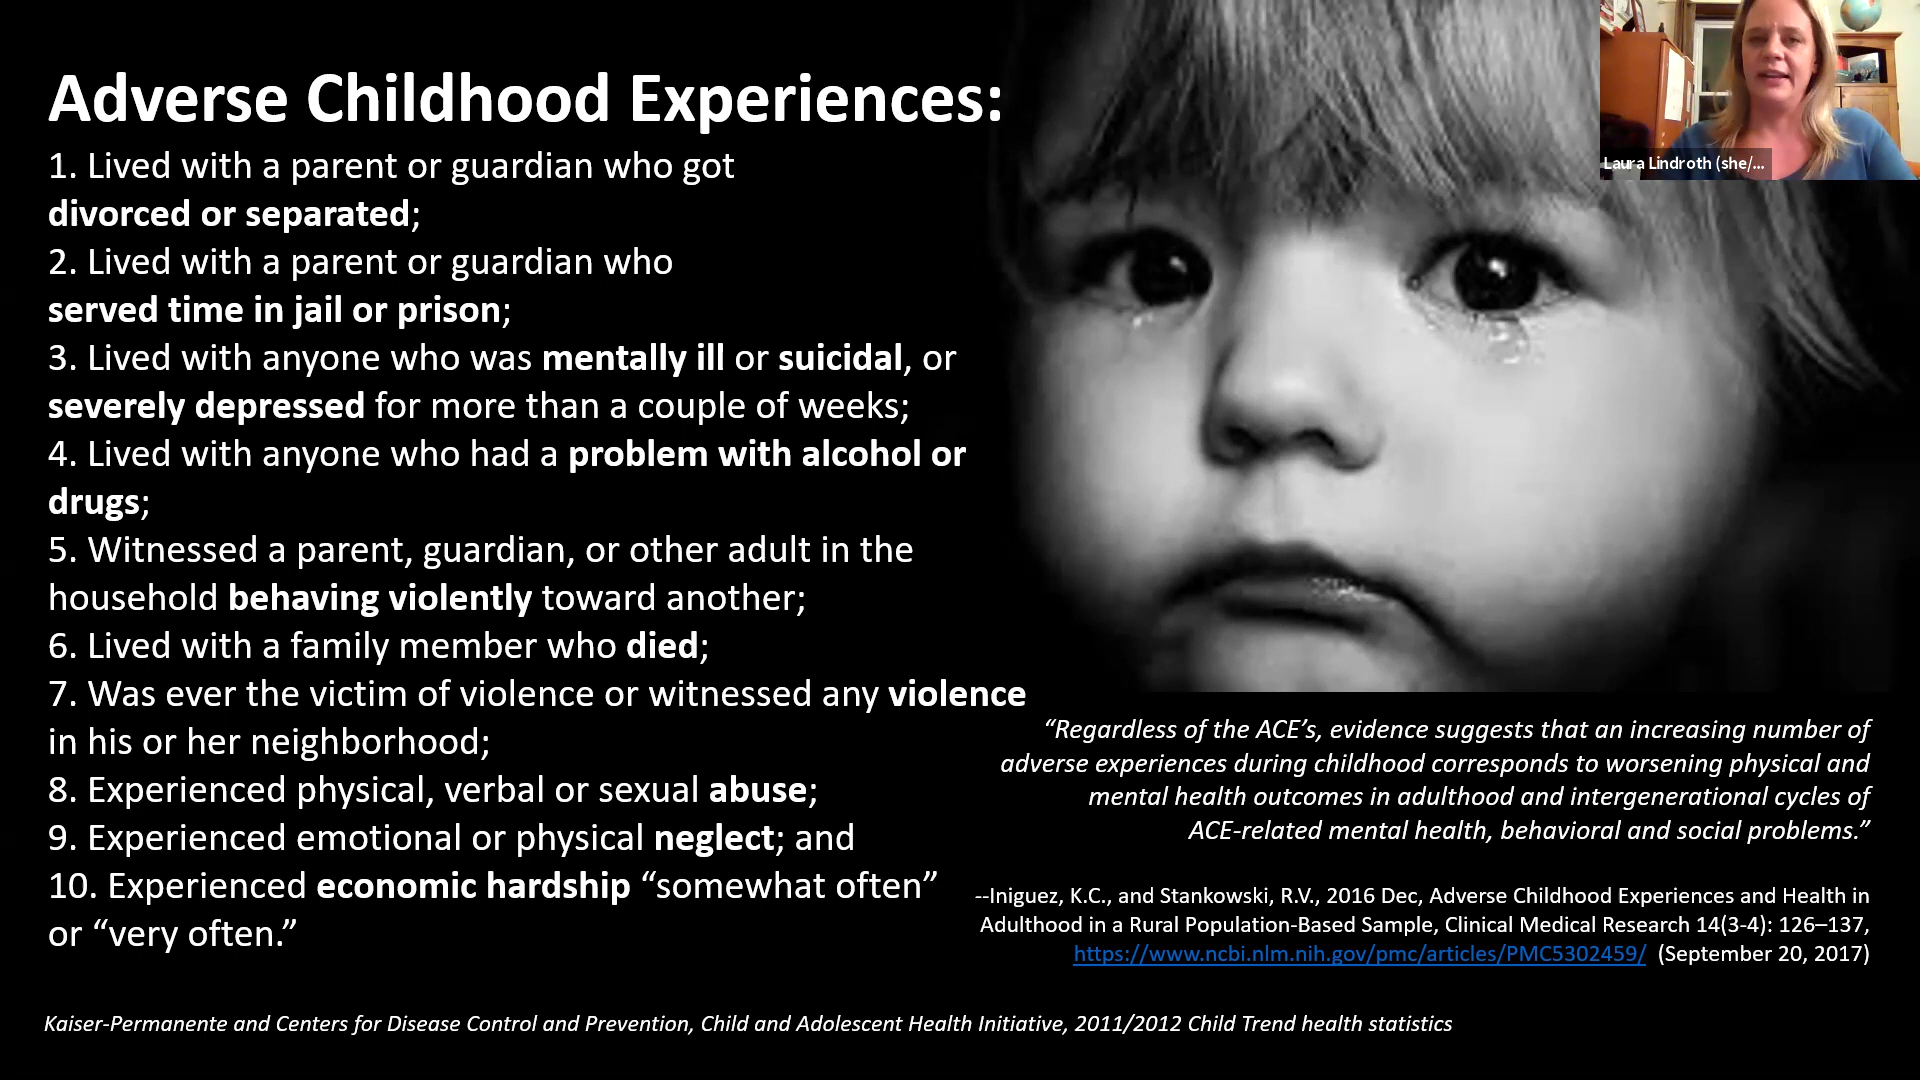 Adverse Childhood Experiences:
1. Lived with a parent or guardian who got
divorced or separated;
2. Lived with a parent or guardian who
served time in jail or prison;
3. Lived with anyone who was mentally ill or suicidal, or
severely depressed for more than a couple of weeks;
4. Lived with anyone who had a problem with alcohol or
drugs;
5. Witnessed a parent, guardian, or other adult in the
household behaving violently toward another;
6. Lived with a family member who died;
7. Was ever the victim of violence or witnessed any violence
in his or her neighborhood;
8. Experienced physical, verbal or sexual abuse;
9. Experienced emotional or physical neglect; and
10. Experienced economic hardship “somewhat often”
or “very often.”
Laura Lindroth (she/...
“Regardless of the ACE’s, evidence suggests that an increasing number of
adverse experiences during childhood corresponds to worsening physical and
mental health outcomes in adulthood and intergenerational cycles of
ACE-related mental health, behavioral and social problems.”
--Iniguez, K.C., and Stankowski, R.V., 2016 Dec, Adverse Childhood Experiences and Health in
Adulthood in a Rural Population-Based Sample, Clinical Medical Research 14(3-4): 126–137,
https://www.ncbi.nlm.nih.gov/pmc/articles/PMC5302459/ (September 20, 2017)
Kaiser-Permanente and Centers for Disease Control and Prevention, Child and Adolescent Health Initiative, 2011/2012 Child Trend health statistics